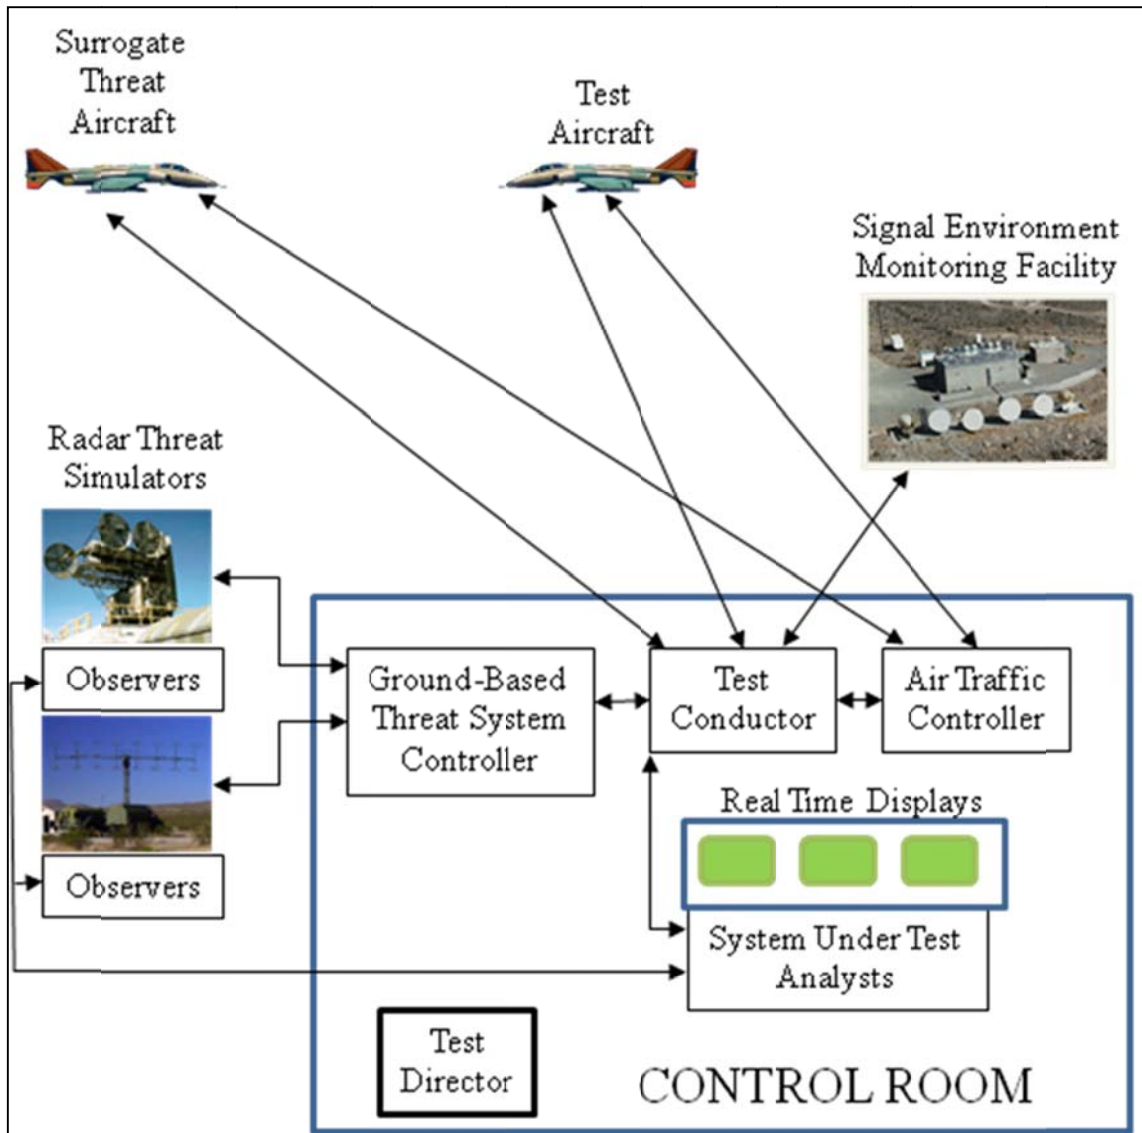 Surrogate
Threat
Aircraft
Test
Aircraft
Signal Environment
Monitoring Facility
Radar Threat
Simulators
Observers
Observers
Ground-Based
Threat System
Controller
Test
Conductor
Air Traffic
Controller
Real Time Displays
System Under Test
Analysts
Test
Director
CONTROL ROOM